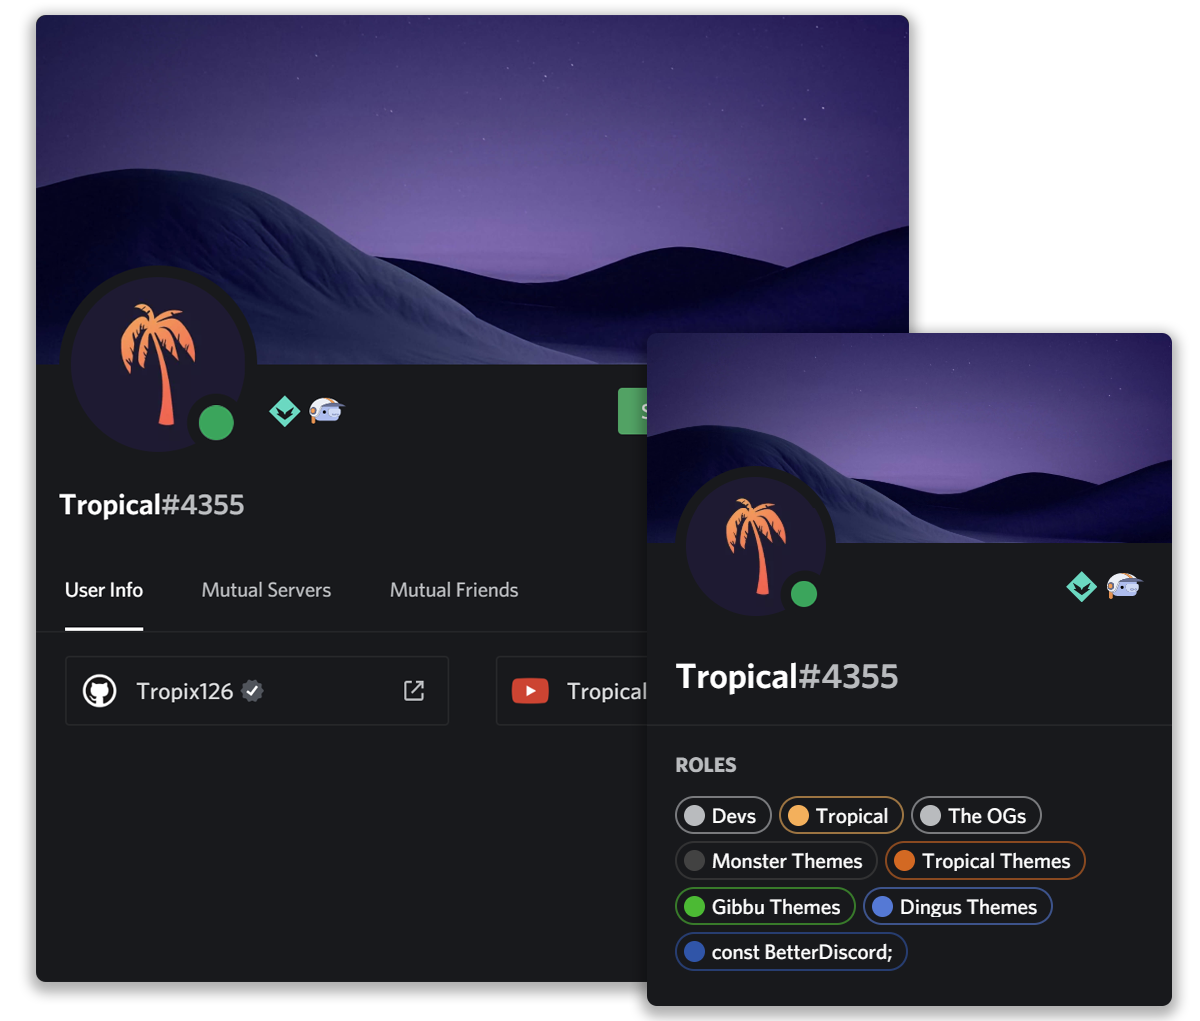 S
Tropical#4355
User Info Mutual Servers Mutual Friends
Tropix126
Tropical
Tropical#4355
ROLES
Devs Tropical The OGs
Monster Themes Tropical Themes
Gibbu Themes Dingus Themes
const BetterDiscord;